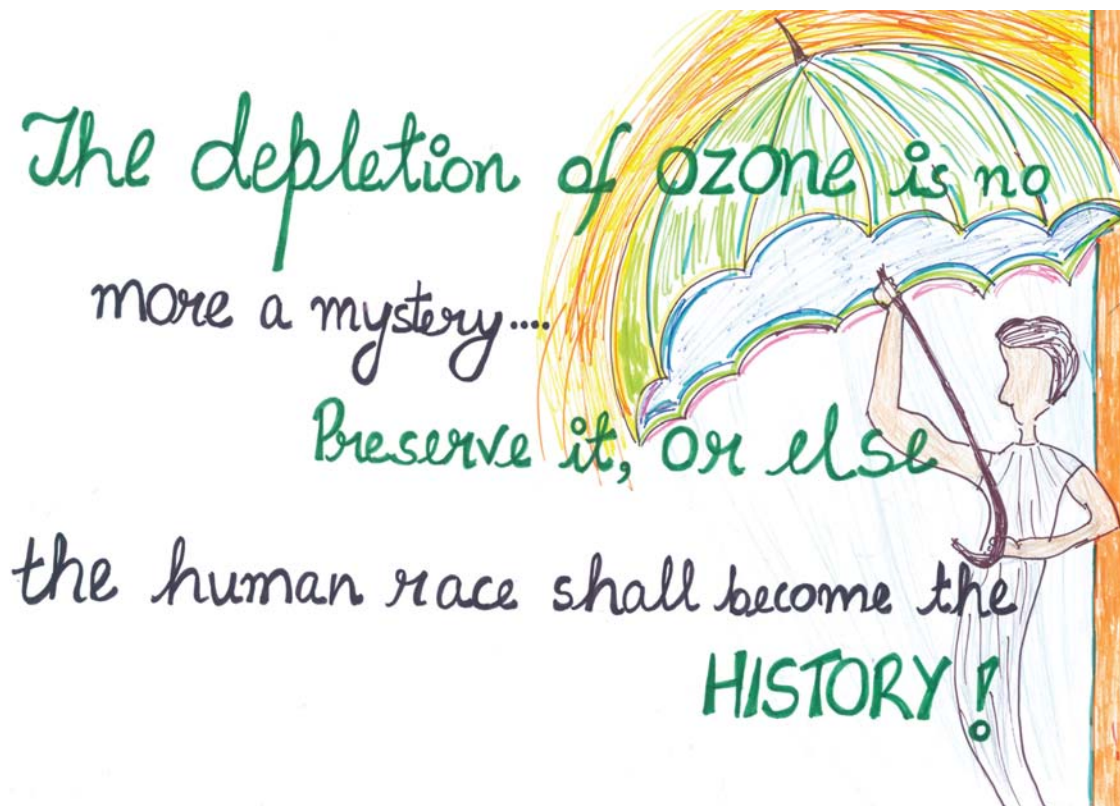 The depletion of OZONE is no
more a mystery....
Preserve it, or else
the human race shall become the
HISTORY!